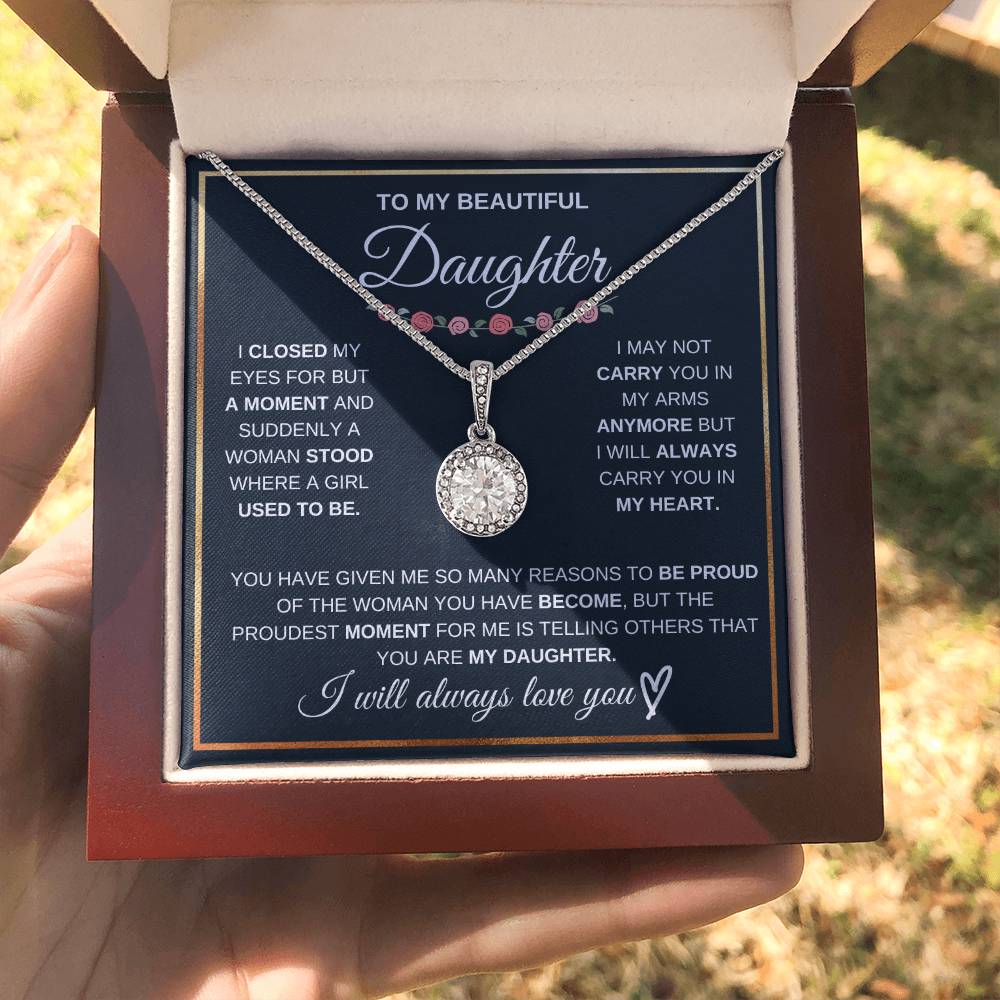 TO MY BEAUTIFUL
Daughter
I CLOSED MY
EYES FOR BUT
A MOMENT AND
SUDDENLY A
WOMAN STOOD
WHERE A GIRL
USED TO BE.
I MAY NOT
CARRY YOU IN
MY ARMS
ANYMORE BUT
I WILL ALWAYS
CARRY YOU IN
MY HEART.
YOU HAVE GIVEN ME SO MANY REASONS TO BE PROUD
OF THE WOMAN YOU HAVE BECOME, BUT THE
PROUDEST MOMENT FOR ME IS TELLING OTHERS THAT
YOU ARE MY DAUGHTER.
I will always love you